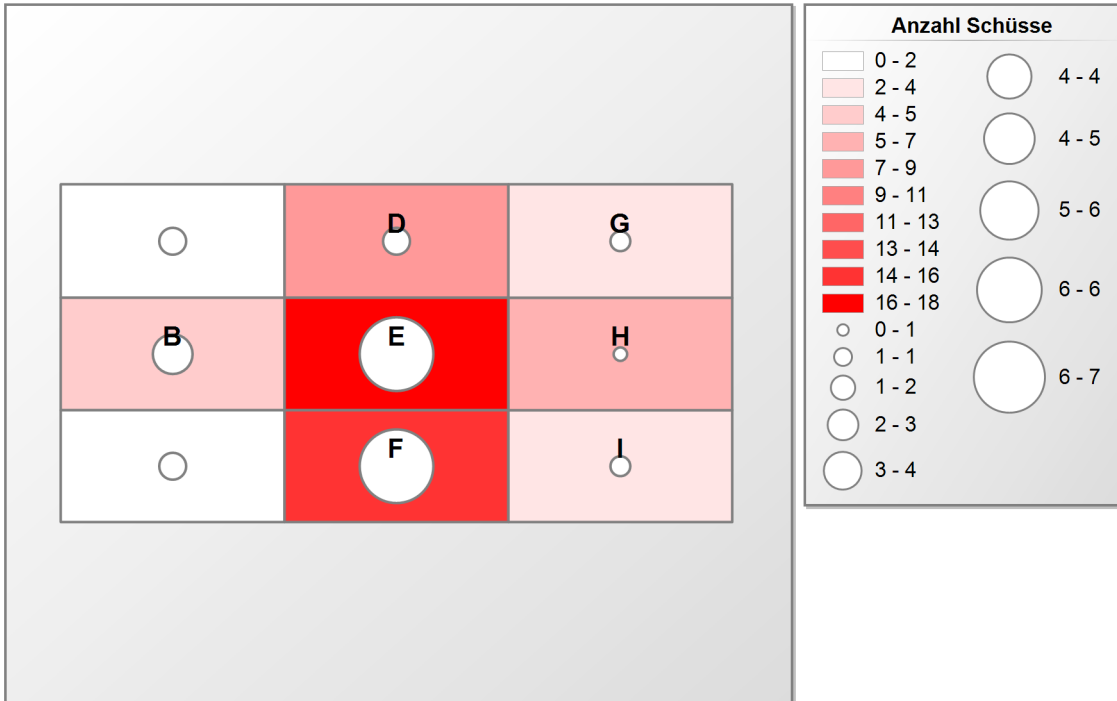 Anzahl Schüsse
0 - 2
2 - 4
4 - 5
5 - 7
7 - 9
9 - 11
11 - 13
13 - 14
14 - 16
16 - 18
0 - 1
1 - 1
1 - 2
2 - 3
3 - 4
4 - 4
4 - 5
5 - 6
6 - 6
6 - 7
D
G
B
E
H
F
I